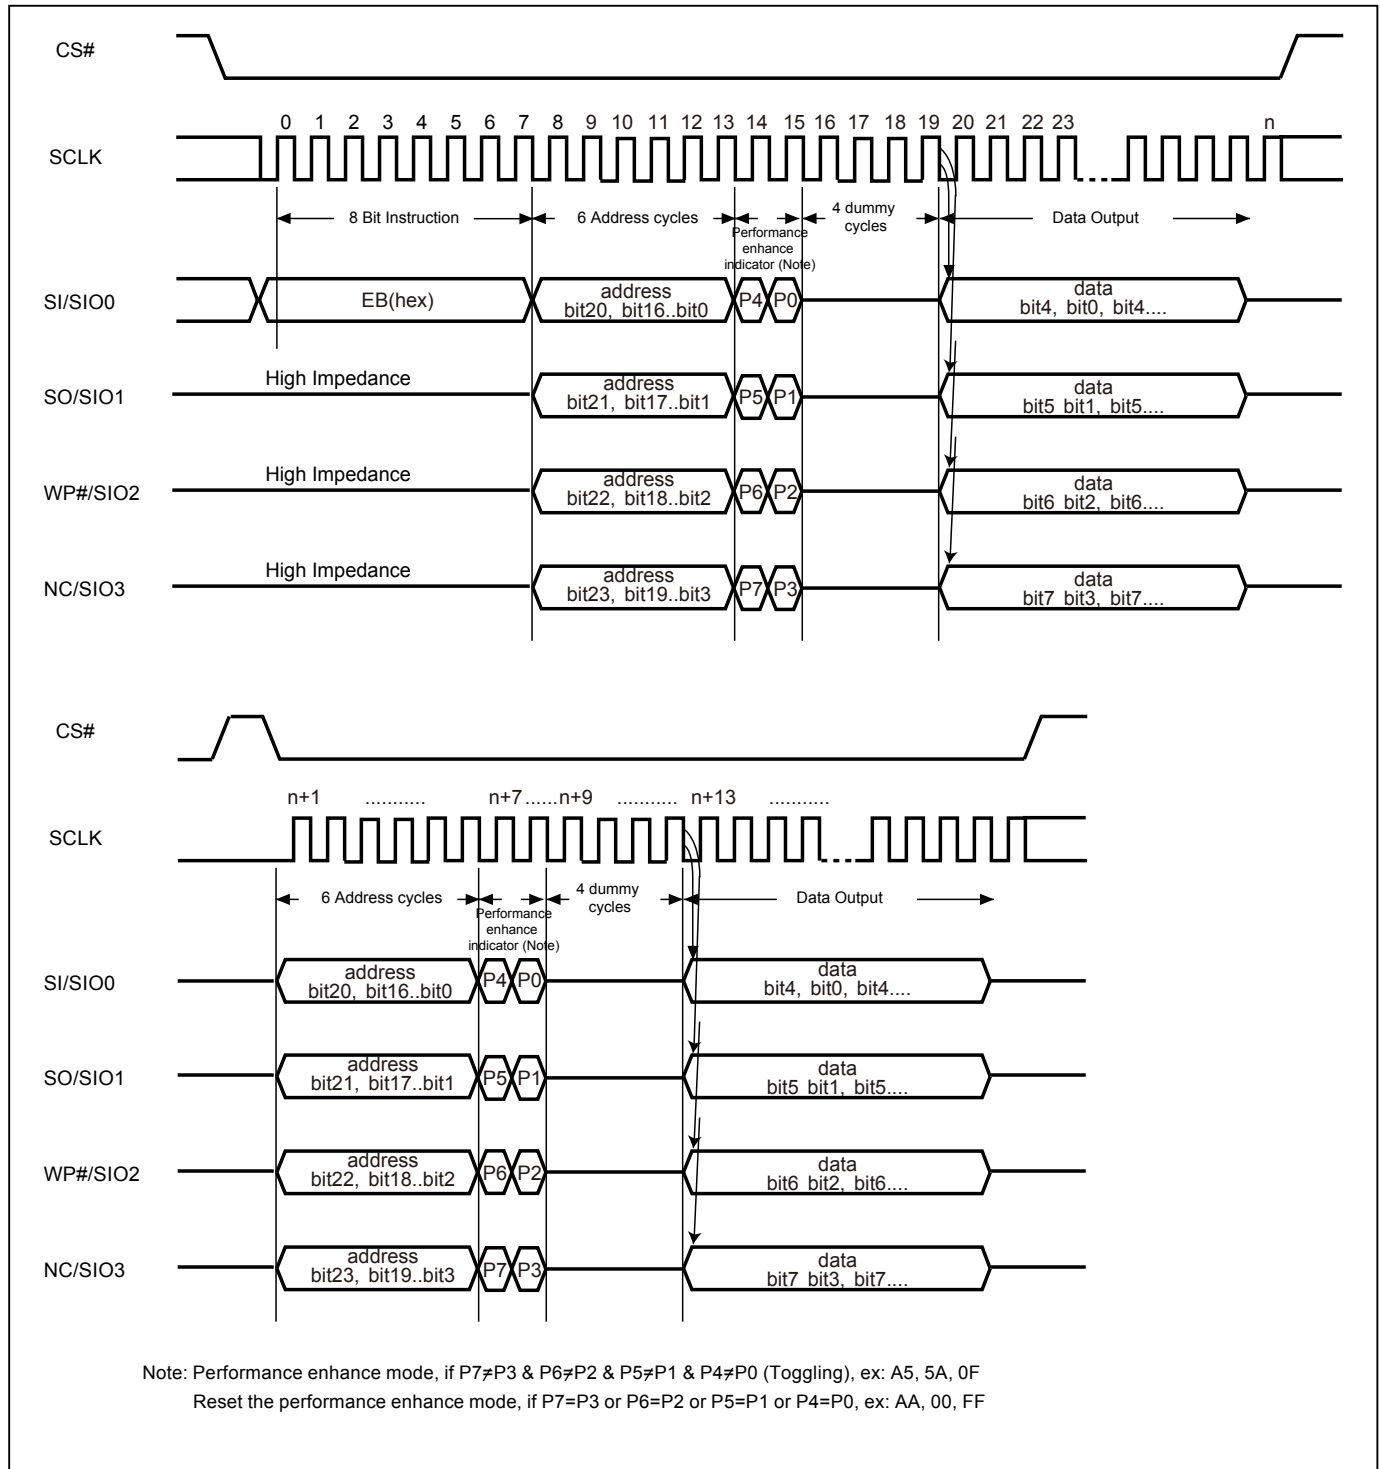 CS#
0 1 2 3 4 5 6 7 8 9 10 11 12 13 14 15 16 17 18 19 20 21 22 23 n
SCLK
8 Bit Instruction 6 Address cycles 4 dummy cycles Data Output
Performance enhance indicator (Note)
SI/SIO0 EB(hex) address bit20, bit16..bit0 P4 P0 data bit4, bit0, bit4....
SO/SIO1 High Impedance address bit21, bit17..bit1 P5 P1 data bit5 bit1, bit5....
WP#/SIO2 High Impedance address bit22, bit18..bit2 P6 P2 data bit6 bit2, bit6....
NC/SIO3 High Impedance address bit23, bit19..bit3 P7 P3 data bit7 bit3, bit7....
CS#
n+1 ........... n+7 ......n+9 ........... n+13 ...........
SCLK
6 Address cycles 4 dummy cycles Data Output
Performance enhance indicator (Note)
SI/SIO0 address bit20, bit16..bit0 P4 P0 data bit4, bit0, bit4....
SO/SIO1 address bit21, bit17..bit1 P5 P1 data bit5 bit1, bit5....
WP#/SIO2 address bit22, bit18..bit2 P6 P2 data bit6 bit2, bit6....
NC/SIO3 address bit23, bit19..bit3 P7 P3 data bit7 bit3, bit7....
Note: Performance enhance mode, if P7≠P3 & P6≠P2 & P5≠P1 & P4≠P0 (Toggling), ex: A5, 5A, 0F
Reset the performance enhance mode, if P7=P3 or P6=P2 or P5=P1 or P4=P0, ex: AA, 00, FF